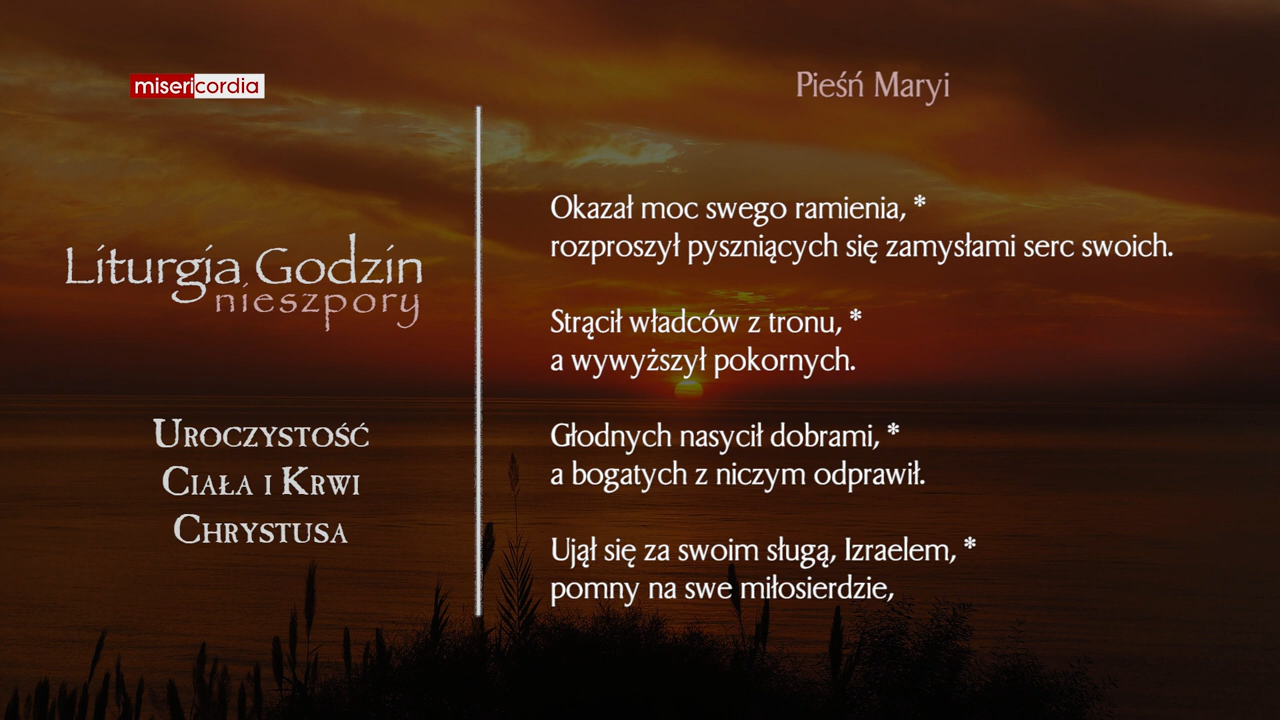 misericordia
Pieśń Maryi
Liturgia Godzin
nieszpory
Uroczystość
Ciała i Krwi
Chrystusa
Okazał moc swego ramienia, *
rozproszył pyszniących się zamysłami serc swoich.
Strącił władców z tronu, *
a wywyższył pokornych.
Głodnych nasycił dobrami, *
a bogatych z niczym odprawił.
Ujął się za swoim sługą, Izraelem, *
pomny na swe miłosierdzie,